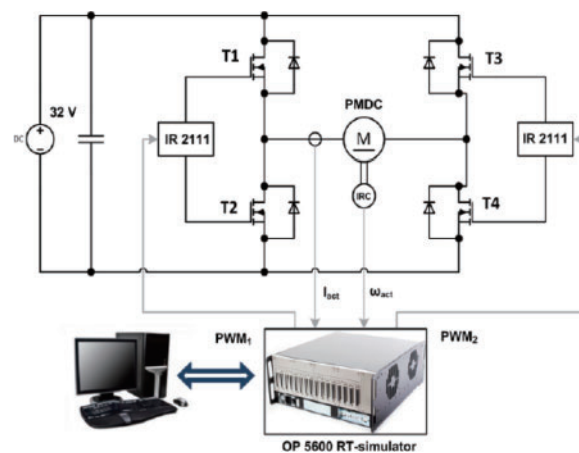 T1
T3
32 V
PMDC
DC
IR 2111
M
IR 2111
IRC
T2
T4
Iact
ωact
PWM1
PWM2
OP 5600 RT-simulator